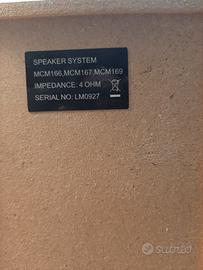 SPEAKER SYSTEM
MCM166,MCM167,MCM169
IMPEDANCE: 4 OHM
SERIAL NO: LM0927
subito